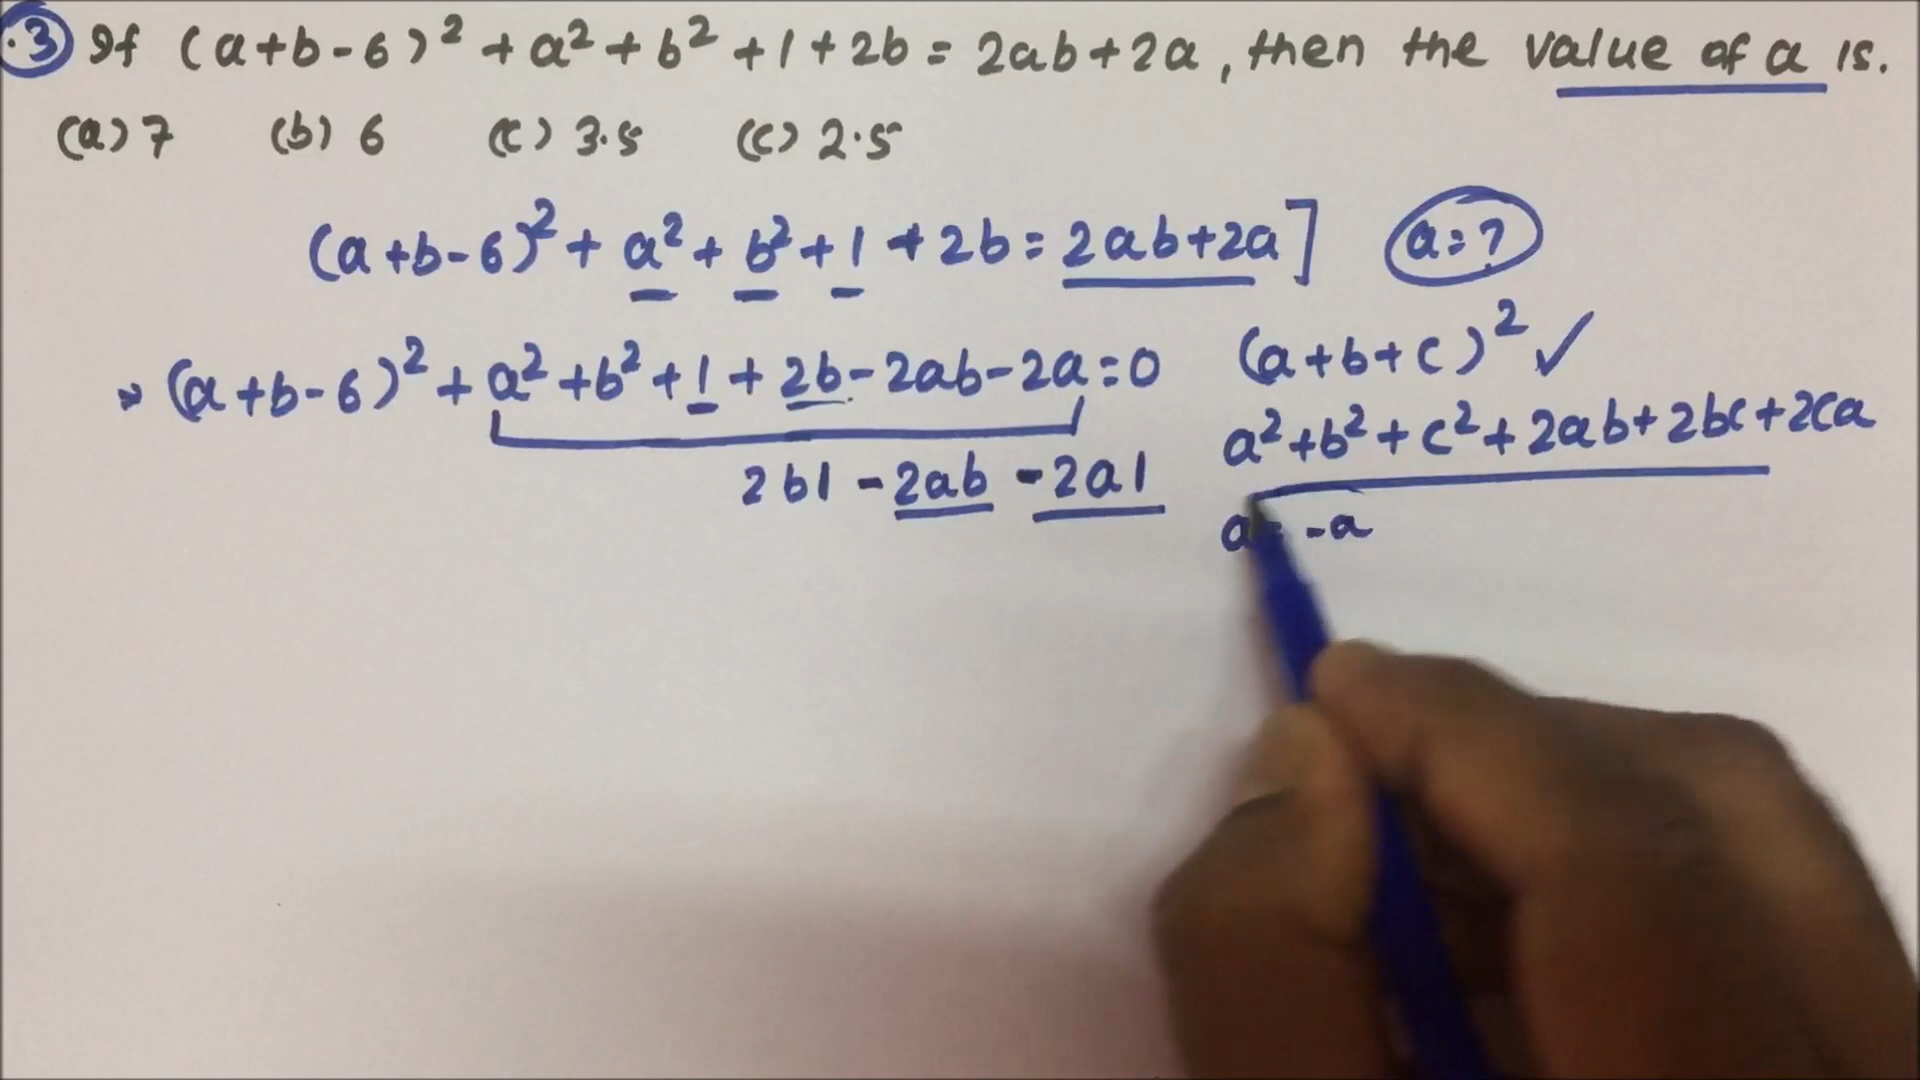 .3 If (a+b-6)² + a² + b² + 1 + 2b = 2ab + 2a, then the value of a is.
(a) 7 (b) 6 (c) 3.5 (c) 2.5
(a+b-6)² + a² + b² + 1 + 2b = 2ab+2a] a=?
(a+b-6)² + a² + b² + 1 + 2b - 2ab - 2a = 0
(a+b+c)² ✓
a² + b² + c² + 2ab + 2bc + 2ca
2b1 - 2ab - 2a1
a= -a